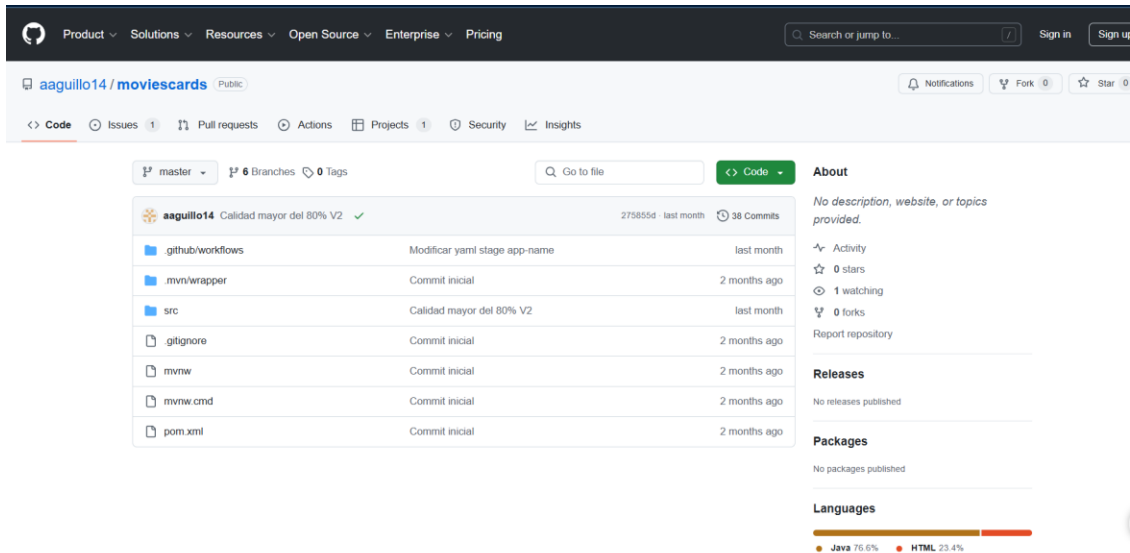 Product Solutions Resources Open Source Enterprise Pricing Search or jump to... / Sign in Sign up
aaguillo14 / moviescards Public Notifications Fork 0 Star 0
Code Issues 1 Pull requests Actions Projects 1 Security Insights
master 6 Branches 0 Tags Go to file Code
aaguillo14 Calidad mayor del 80% V2 275855d · last month 38 Commits
.github/workflows Modificar yaml stage app-name last month
.mvn/wrapper Commit inicial 2 months ago
src Calidad mayor del 80% V2 last month
.gitignore Commit inicial 2 months ago
mvnw Commit inicial 2 months ago
mvnw.cmd Commit inicial 2 months ago
pom.xml Commit inicial 2 months ago
About
No description, website, or topics
provided.
Activity
0 stars
1 watching
0 forks
Report repository
Releases
No releases published
Packages
No packages published
Languages
Java 76.6% HTML 23.4%